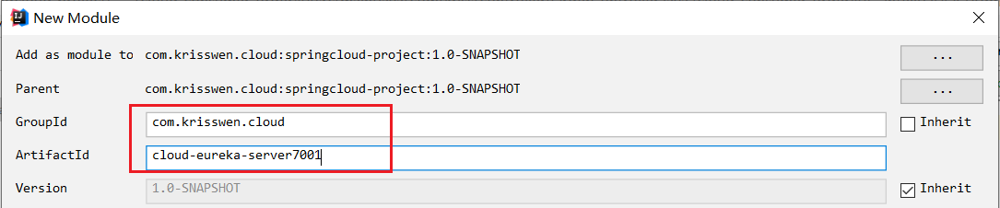 New Module
Add as module to com.krisswen.cloud:springcloud-project:1.0-SNAPSHOT ...
Parent com.krisswen.cloud:springcloud-project:1.0-SNAPSHOT ...
GroupId com.krisswen.cloud Inherit
ArtifactId cloud-eureka-server7001
Version 1.0-SNAPSHOT Inherit